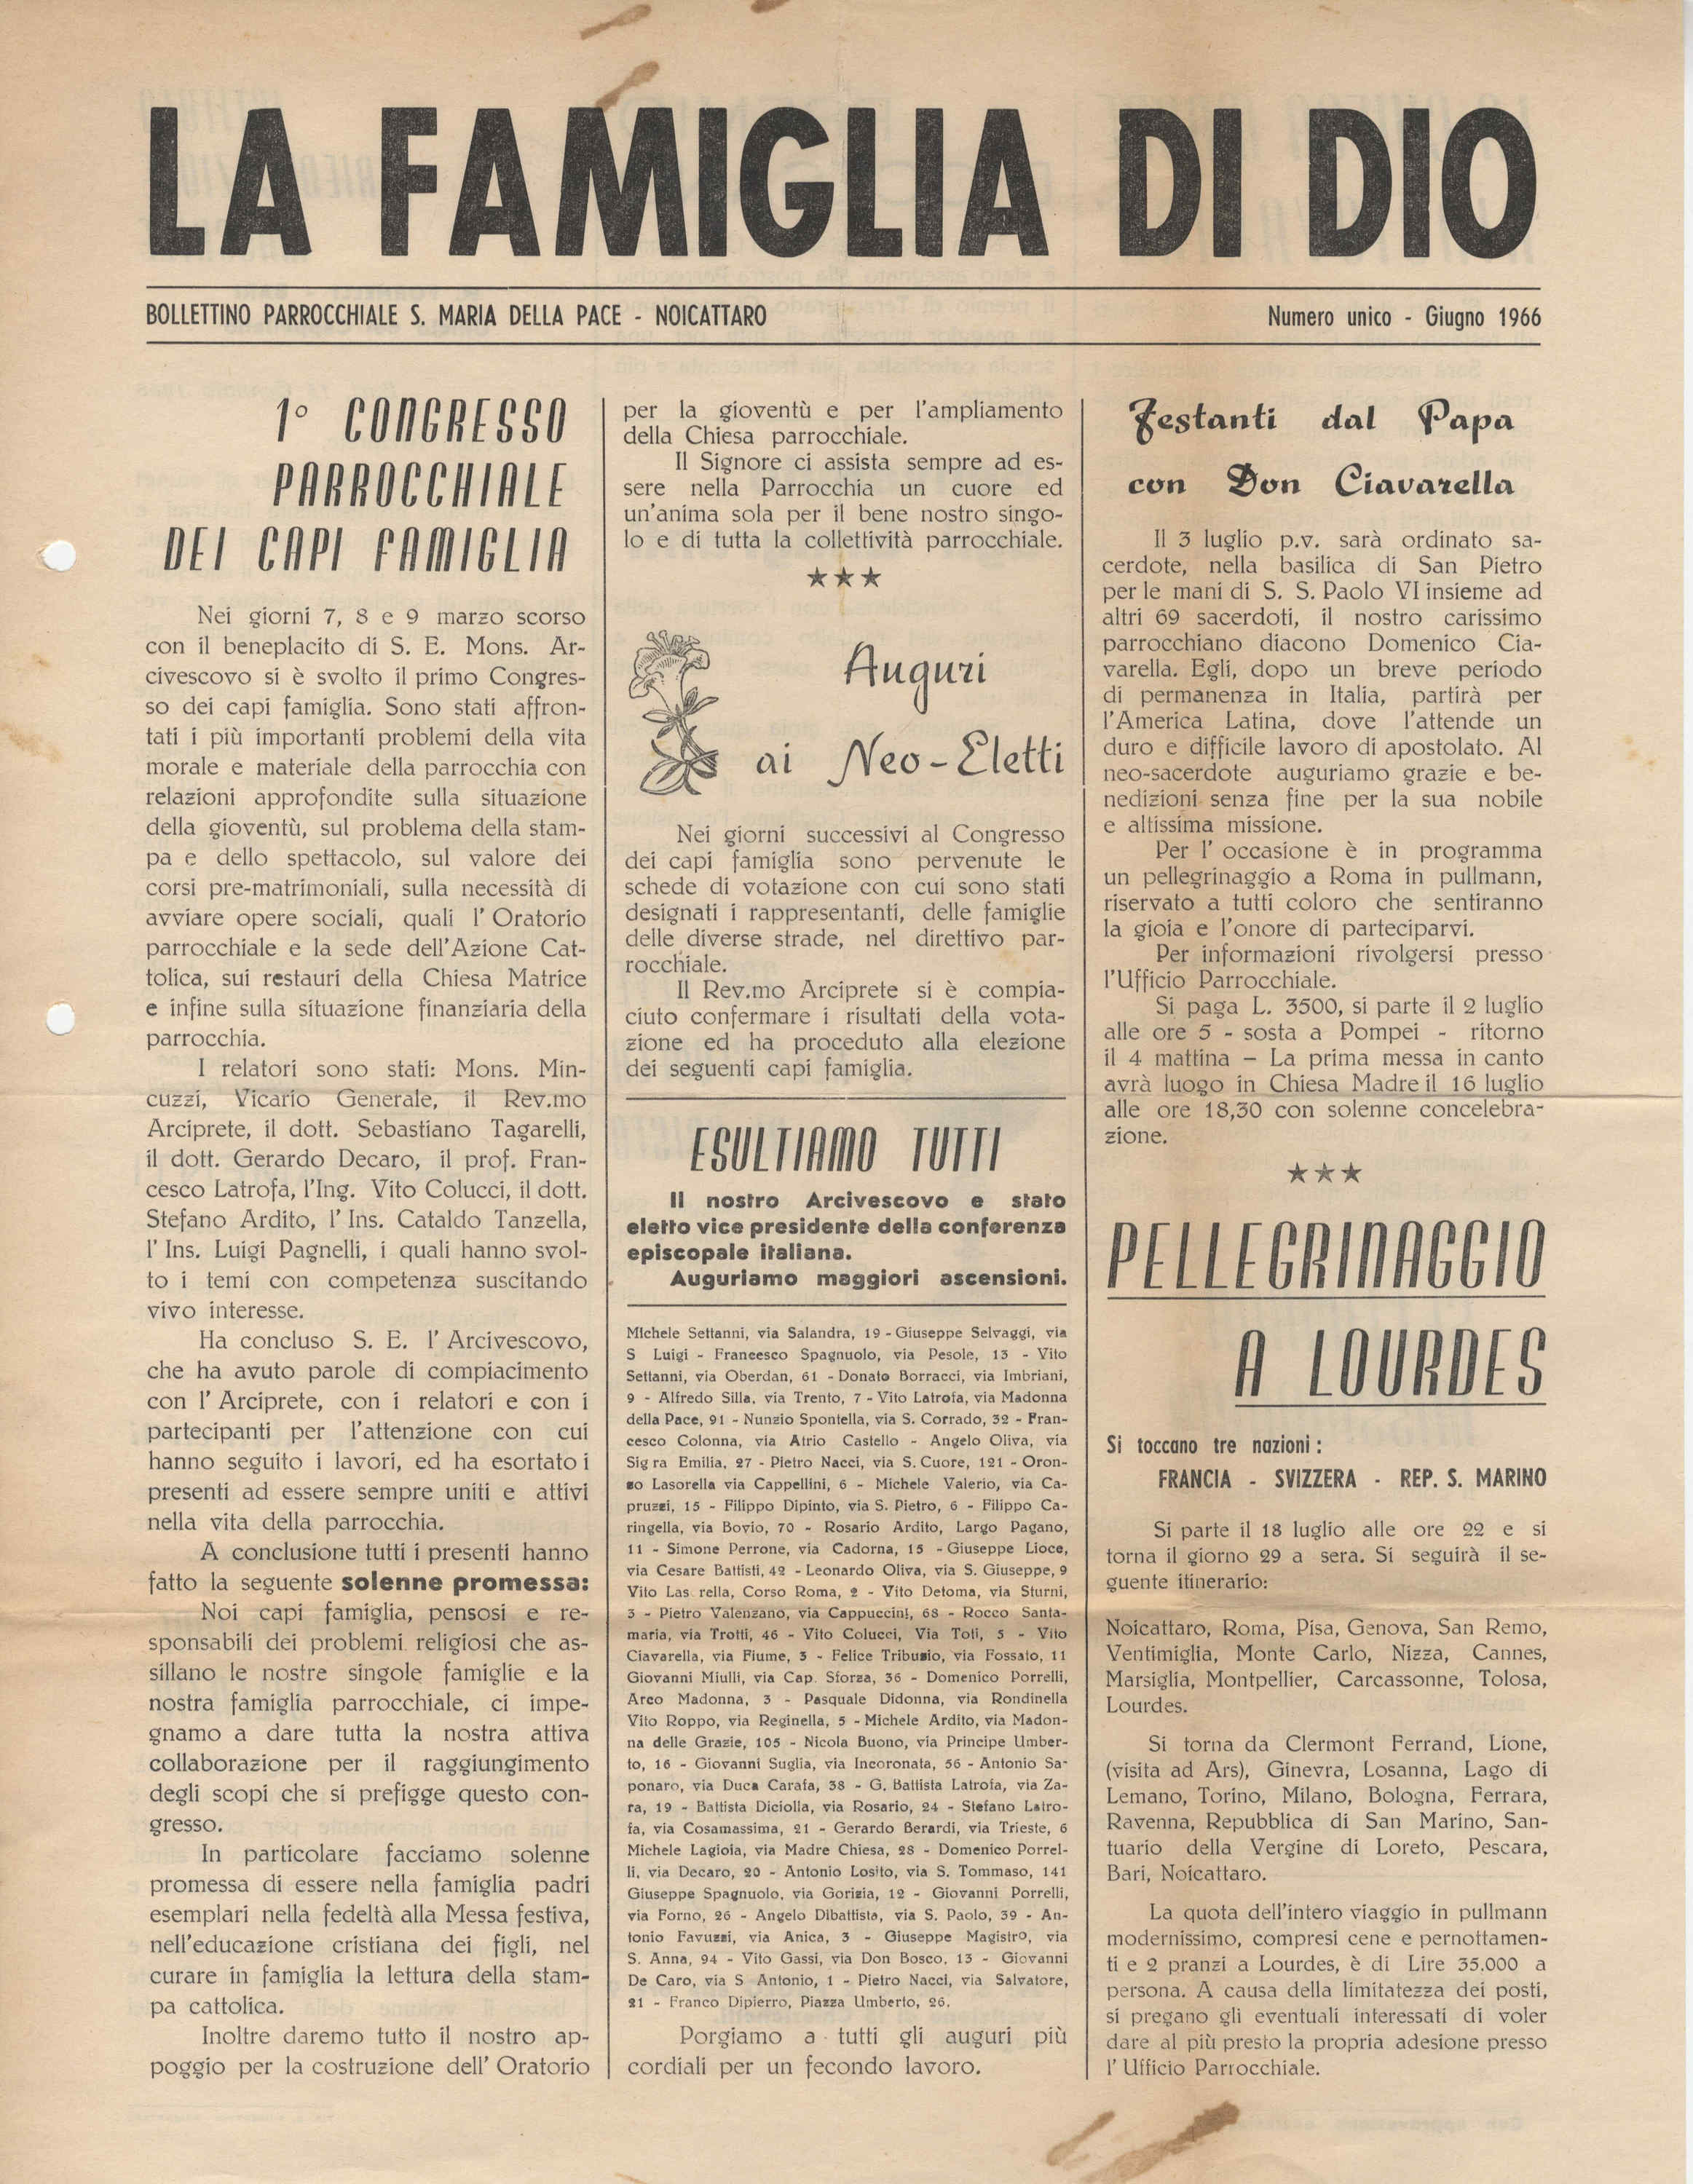 LA FAMIGLIA DI DIO
BOLLETTINO PARROCCHIALE S. MARIA DELLA PACE - NOICATTARO
Numero unico - Giugno 1966
1° CONGRESSO
PARROCCHIALE
DEI CAPI FAMIGLIA
Nei giorni 7, 8 e 9 marzo scorso
con il beneplacito di S. E. Mons. Ar-
civescovo si è svolto il primo Congres-
so dei capi famiglia. Sono stati affron-
tati i più importanti problemi della vita
morale e materiale della parrocchia con
relazioni approfondite sulla situazione
della gioventù, sul problema della stam-
pa e dello spettacolo, sul valore dei
corsi pre-matrimoniali, sulla necessità di
avviare opere sociali, quali l' Oratorio
parrocchiale e la sede dell'Azione Cat-
tolica, sui restauri della Chiesa Matrice
e infine sulla situazione finanziaria della
parrocchia.
I relatori sono stati: Mons. Min-
cuzzi, Vicario Generale, il Rev.mo
Arciprete, il dott. Sebastiano Tagarelli,
il dott. Gerardo Decaro, il prof. Fran-
cesco Latrofa, l'Ing. Vito Colucci, il dott.
Stefano Ardito, l' Ins. Cataldo Tanzella,
l' Ins. Luigi Pagnelli, i quali hanno svol-
to i temi con competenza suscitando
vivo interesse.
Ha concluso S. E. l' Arcivescovo,
che ha avuto parole di compiacimento
con l' Arciprete, con i relatori e con i
partecipanti per l'attenzione con cui
hanno seguito i lavori, ed ha esortato i
presenti ad essere sempre uniti e attivi
nella vita della parrocchia.
A conclusione tutti i presenti hanno
fatto la seguente solenne promessa:
Noi capi famiglia, pensosi e re-
sponsabili dei problemi religiosi che as-
sillano le nostre singole famiglie e la
nostra famiglia parrocchiale, ci impe-
gnamo a dare tutta la nostra attiva
collaborazione per il raggiungimento
degli scopi che si prefigge questo con-
gresso.
In particolare facciamo solenne
promessa di essere nella famiglia padri
esemplari nella fedeltà alla Messa festiva,
nell'educazione cristiana dei figli, nel
curare in famiglia la lettura della stam-
pa cattolica.
Inoltre daremo tutto il nostro ap-
poggio per la costruzione dell' Oratorio
per la gioventù e per l'ampliamento
della Chiesa parrocchiale.
Il Signore ci assista sempre ad es-
sere nella Parrocchia un cuore ed
un'anima sola per il bene nostro singo-
lo e di tutta la collettività parrocchiale.
★★★
Auguri
ai Neo-Eletti
Nei giorni successivi al Congresso
dei capi famiglia sono pervenute le
schede di votazione con cui sono stati
designati i rappresentanti, delle famiglie
delle diverse strade, nel direttivo par-
rocchiale.
Il Rev.mo Arciprete si è compia-
ciuto confermare i risultati della vota-
zione ed ha proceduto alla elezione
dei seguenti capi famiglia.
ESULTIAMO TUTTI
Il nostro Arcivescovo e stato
eletto vice presidente della conferenza
episcopale italiana.
Auguriamo maggiori ascensioni.
Michele Settanni, via Salandra, 19 - Giuseppe Selvaggi, via
S Luigi - Francesco Spagnuolo, via Pesole, 13 - Vito
Settanni, via Oberdan, 61 - Donato Borracci, via Imbriani,
9 - Alfredo Silla, via Trento, 7 - Vito Latrofa, via Madonna
della Pace, 91 - Nunzio Spontella, via S. Corrado, 32 - Fran-
cesco Colonna, via Atrio Castello - Angelo Oliva, via
Sig ra Emilia, 27 - Pietro Nacci, via S. Cuore, 121 - Oron-
zo Lasorella via Cappellini, 6 - Michele Valerio, via Ca-
pruzzi, 15 - Filippo Dipinto, via S. Pietro, 6 - Filippo Ca-
ringella, via Bovio, 70 - Rosario Ardito, Largo Pagano,
11 - Simone Perrone, via Cadorna, 15 - Giuseppe Lioce,
via Cesare Battisti, 42 - Leonardo Oliva, via S. Giuseppe, 9
Vito Las rella, Corso Roma, 2 - Vito Detoma, via Sturni,
3 - Pietro Valenzano, via Cappuccini, 68 - Rocco Santa-
maria, via Trotti, 46 - Vito Colucci, Via Toti, 5 - Vito
Ciavarella, via Fiume, 3 - Felice Tribuzio, via Fossato, 11
Giovanni Miulli, via Cap. Sforza, 36 - Domenico Porrelli,
Arco Madonna, 3 - Pasquale Didonna, via Rondinella
Vito Roppo, via Reginella, 5 - Michele Ardito, via Madon-
na delle Grazie, 105 - Nicola Buono, via Principe Umber-
to, 16 - Giovanni Suglia, via Incoronata, 56 - Antonio Sa-
ponaro, via Duca Carafa, 38 - G. Battista Latrofa, via Za-
ra, 19 - Battista Diciolla, via Rosario, 24 - Stefano Latro-
fa, via Cosamassima, 21 - Gerardo Berardi, via Trieste, 6
Michele Lagioia, via Madre Chiesa, 28 - Domenico Porrel-
li, via Decaro, 20 - Antonio Losito, via S. Tommaso, 141
Giuseppe Spagnuolo, via Gorizia, 12 - Giovanni Porrelli,
via Forno, 26 - Angelo Dibattista, via S. Paolo, 39 - An-
tonio Favuzzi, via Anica, 3 - Giuseppe Magistro, via
S. Anna, 94 - Vito Gassi, via Don Bosco, 13 - Giovanni
De Caro, via S Antonio, 1 - Pietro Nacci, via Salvatore,
21 - Franco Dipierro, Piazza Umberto, 26.
Porgiamo a tutti gli auguri più
cordiali per un fecondo lavoro.
Festanti dal Papa
con Don Ciavarella
Il 3 luglio p.v. sarà ordinato sa-
cerdote, nella basilica di San Pietro
per le mani di S. S. Paolo VI insieme ad
altri 69 sacerdoti, il nostro carissimo
parrocchiano diacono Domenico Cia-
varella. Egli, dopo un breve periodo
di permanenza in Italia, partirà per
l'America Latina, dove l'attende un
duro e difficile lavoro di apostolato. Al
neo-sacerdote auguriamo grazie e be-
nedizioni senza fine per la sua nobile
e altissima missione.
Per l' occasione è in programma
un pellegrinaggio a Roma in pullmann,
riservato a tutti coloro che sentiranno
la gioia e l'onore di parteciparvi.
Per informazioni rivolgersi presso
l'Ufficio Parrocchiale.
Si paga L. 3500, si parte il 2 luglio
alle ore 5 - sosta a Pompei - ritorno
il 4 mattina – La prima messa in canto
avrà luogo in Chiesa Madre il 16 luglio
alle ore 18,30 con solenne concelebra-
zione.
★★★
PELLEGRINAGGIO
A LOURDES
Si toccano tre nazioni :
FRANCIA - SVIZZERA - REP. S. MARINO
Si parte il 18 luglio alle ore 22 e si
torna il giorno 29 a sera. Si seguirà il se-
guente itinerario:
Noicattaro, Roma, Pisa, Genova, San Remo,
Ventimiglia, Monte Carlo, Nizza, Cannes,
Marsiglia, Montpellier, Carcassonne, Tolosa,
Lourdes.
Si torna da Clermont Ferrand, Lione,
(visita ad Ars), Ginevra, Losanna, Lago di
Lemano, Torino, Milano, Bologna, Ferrara,
Ravenna, Repubblica di San Marino, San-
tuario della Vergine di Loreto, Pescara,
Bari, Noicattaro.
La quota dell'intero viaggio in pullmann
modernissimo, compresi cene e pernottamen-
ti e 2 pranzi a Lourdes, è di Lire 35.000 a
persona. A causa della limitatezza dei posti,
si pregano gli eventuali interessati di voler
dare al più presto la propria adesione presso
l' Ufficio Parrocchiale.